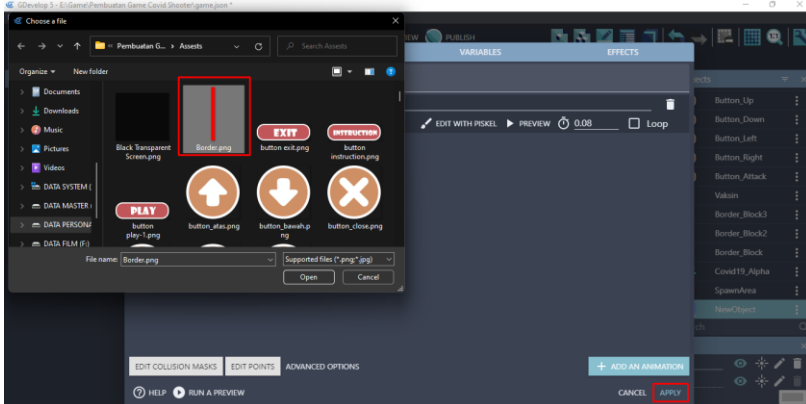 GDevelop 5 - E:\Game\Pembuatan Game Covid Shooter\game.json *
Choose a file
Pembuatan G... > Assests
Search Assests
Organize
New folder
Documents
Downloads
Music
Pictures
Videos
DATA SYSTEM (
DATA MASTER
DATA PERSONA
DATA FILM (F:)
Black Transparent
Screen.png
Border.png
EXIT
button exit.png
INSTRUCTION
button
instruction.png
PLAY
button
play-1.png
button_atas.png
button_bawah.p
ng
button_close.png
File name: Border.png
Supported files (*.png;*.jpg)
Open
Cancel
PUBLISH
VARIABLES
EFFECTS
EDIT WITH PISKEL
PREVIEW
0.08
Loop
Button_Up
Button_Down
Button_Left
Button_Right
Button_Attack
Vaksin
Border_Block3
Border_Block2
Border_Block
Covid19_Alpha
SpawnArea
NewObject
EDIT COLLISION MASKS
EDIT POINTS
ADVANCED OPTIONS
+ ADD AN ANIMATION
HELP
RUN A PREVIEW
CANCEL
APPLY